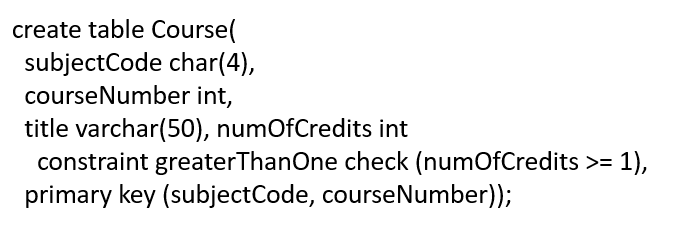 create table Course(
subjectCode char(4),
courseNumber int,
title varchar(50), numOfCredits int
constraint greaterThanOne check (numOfCredits >= 1),
primary key (subjectCode, courseNumber));